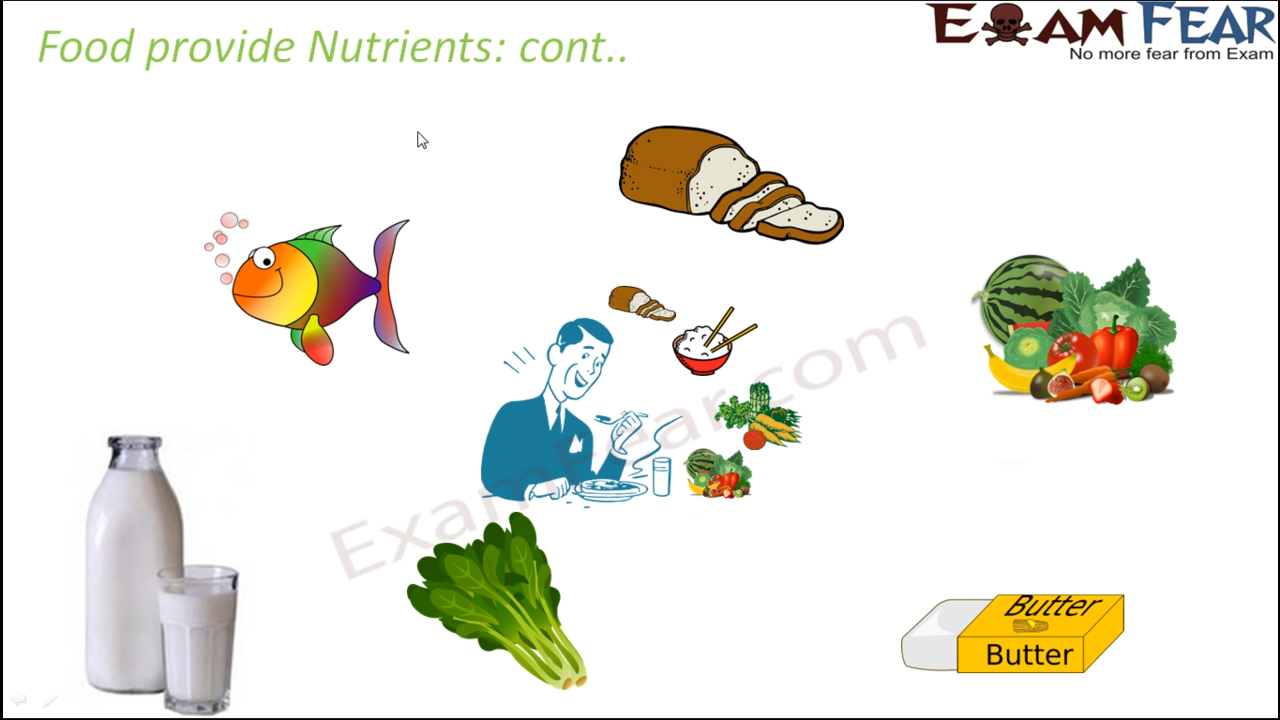 Food provide Nutrients: cont..
EXAM FEAR
No more fear from Exam
ExamFear.com
Butter
Butter